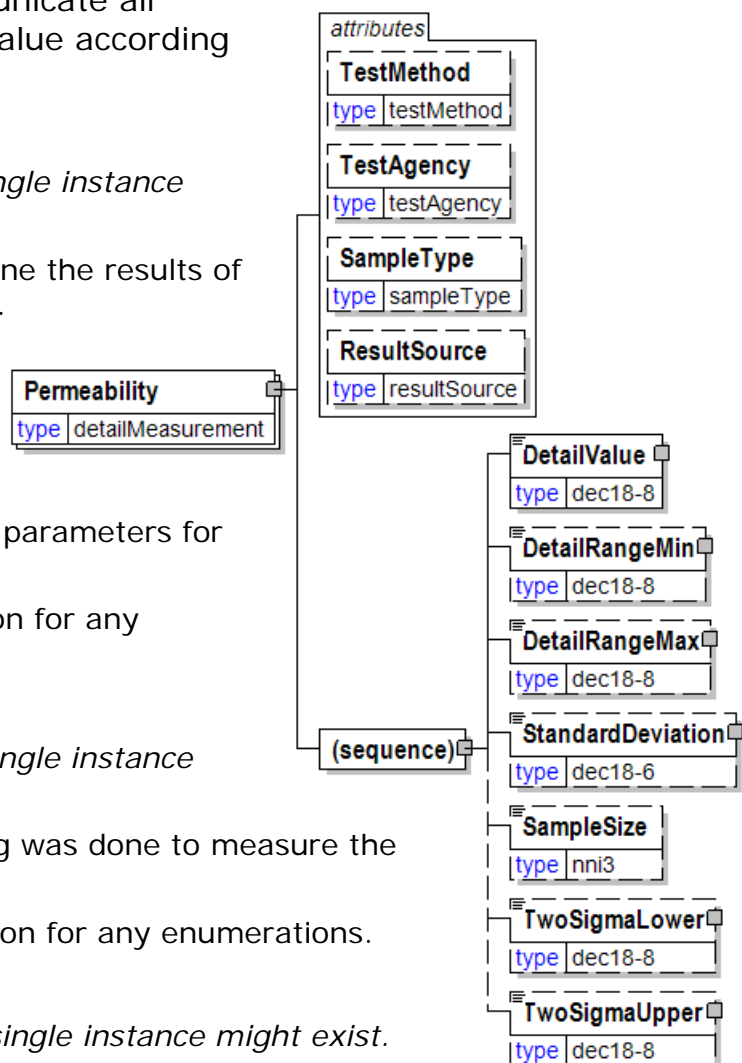 unicate all
value according
ngle instance
ne the results of
.
parameters for
on for any
ngle instance
g was done to measure the
on for any enumerations.
single instance might exist.
attributes
TestMethod
type testMethod
TestAgency
type testAgency
SampleType
type sampleType
ResultSource
type resultSource
Permeability
type detailMeasurement
(sequence)
DetailValue
type dec18-8
DetailRangeMin
type dec18-8
DetailRangeMax
type dec18-8
StandardDeviation
type dec18-6
SampleSize
type nni3
TwoSigmaLower
type dec18-8
TwoSigmaUpper
type dec18-8